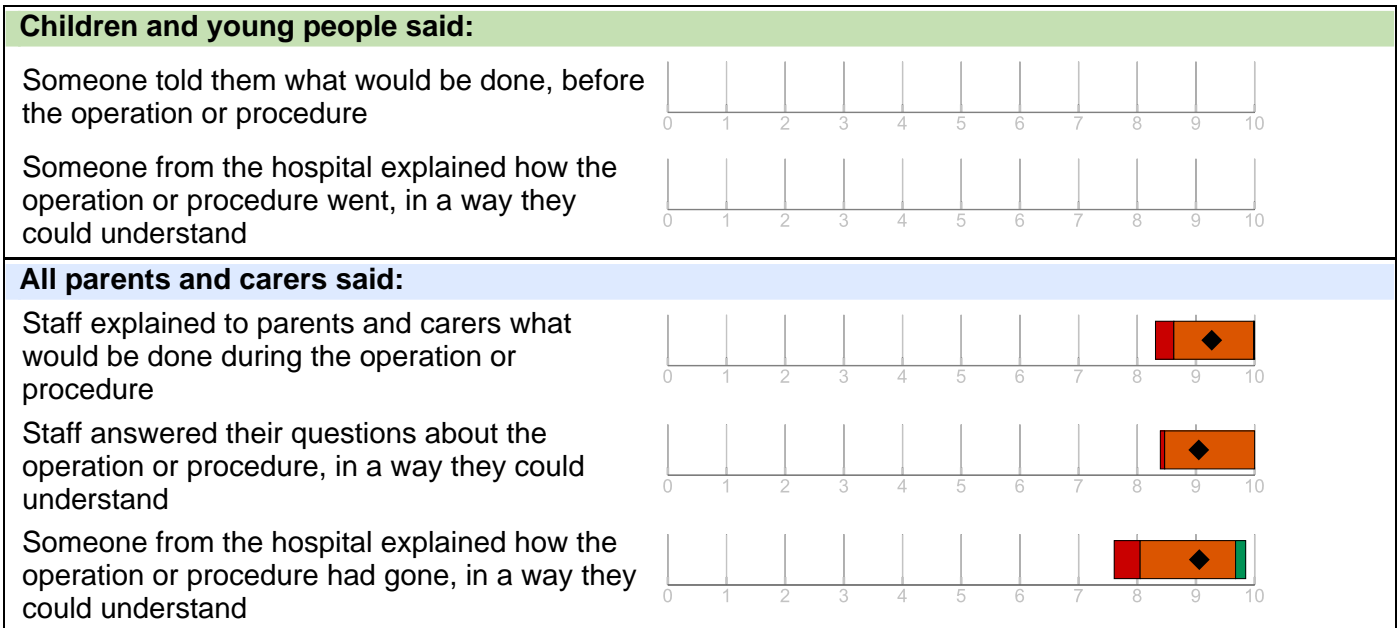 Children and young people said:
Someone told them what would be done, before
the operation or procedure
0 1 2 3 4 5 6 7 8 9 10
Someone from the hospital explained how the
operation or procedure went, in a way they
could understand
0 1 2 3 4 5 6 7 8 9 10
All parents and carers said:
Staff explained to parents and carers what
would be done during the operation or
procedure
0 1 2 3 4 5 6 7 8 9 10
Staff answered their questions about the
operation or procedure, in a way they could
understand
0 1 2 3 4 5 6 7 8 9 10
Someone from the hospital explained how the
operation or procedure had gone, in a way they
could understand
0 1 2 3 4 5 6 7 8 9 10